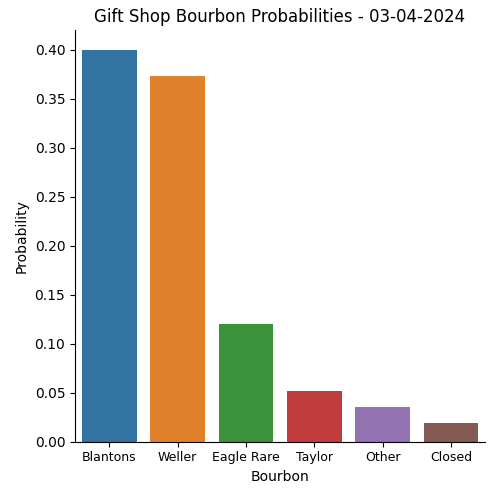 Gift Shop Bourbon Probabilities - 03-04-2024
0.40
0.35
0.30
0.25
0.20
0.15
0.10
0.05
0.00
Probability
Blantons Weller Eagle Rare Taylor Other Closed
Bourbon